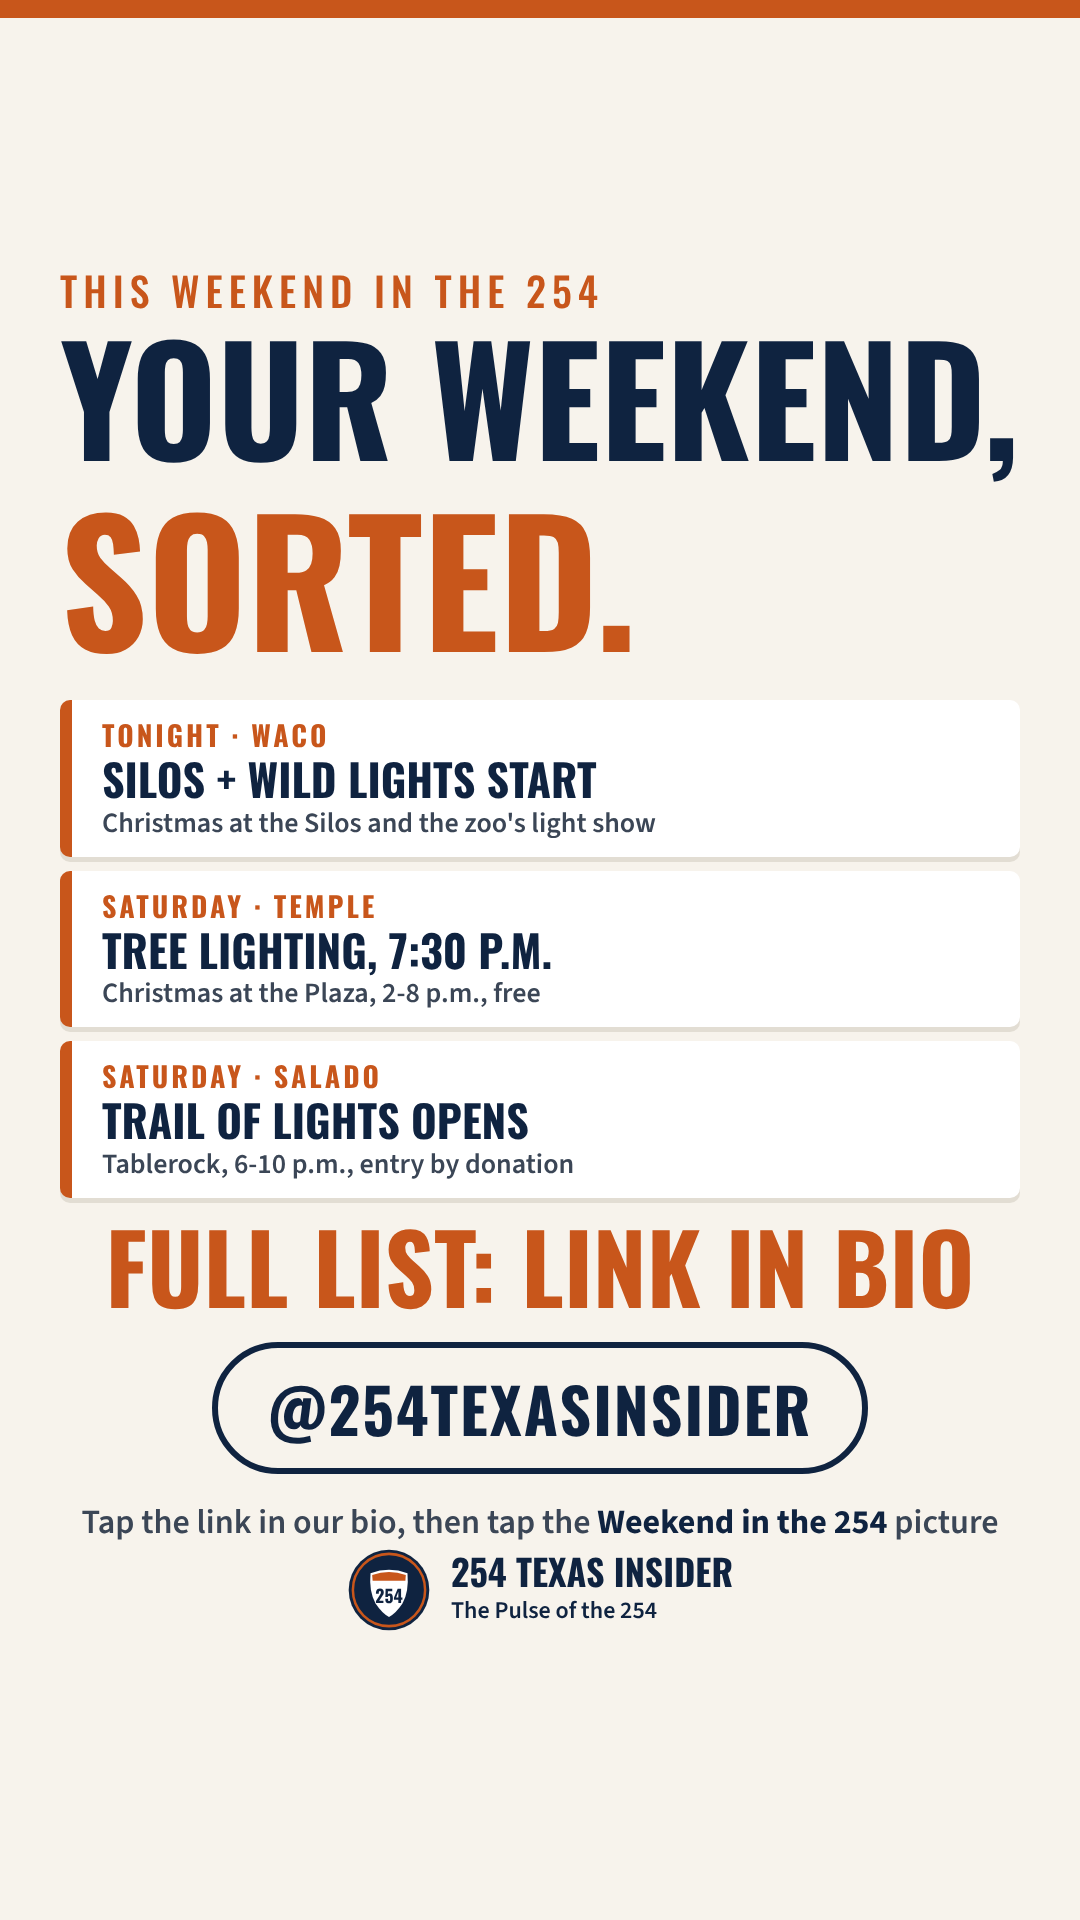 THIS WEEKEND IN THE 254
YOUR WEEKEND,
SORTED.
TONIGHT · WACO
SILOS + WILD LIGHTS START
Christmas at the Silos and the zoo's light show
SATURDAY · TEMPLE
TREE LIGHTING, 7:30 P.M.
Christmas at the Plaza, 2-8 p.m., free
SATURDAY · SALADO
TRAIL OF LIGHTS OPENS
Tablerock, 6-10 p.m., entry by donation
FULL LIST: LINK IN BIO
@254TEXASINSIDER
Tap the link in our bio, then tap the Weekend in the 254 picture
254
254 TEXAS INSIDER
The Pulse of the 254